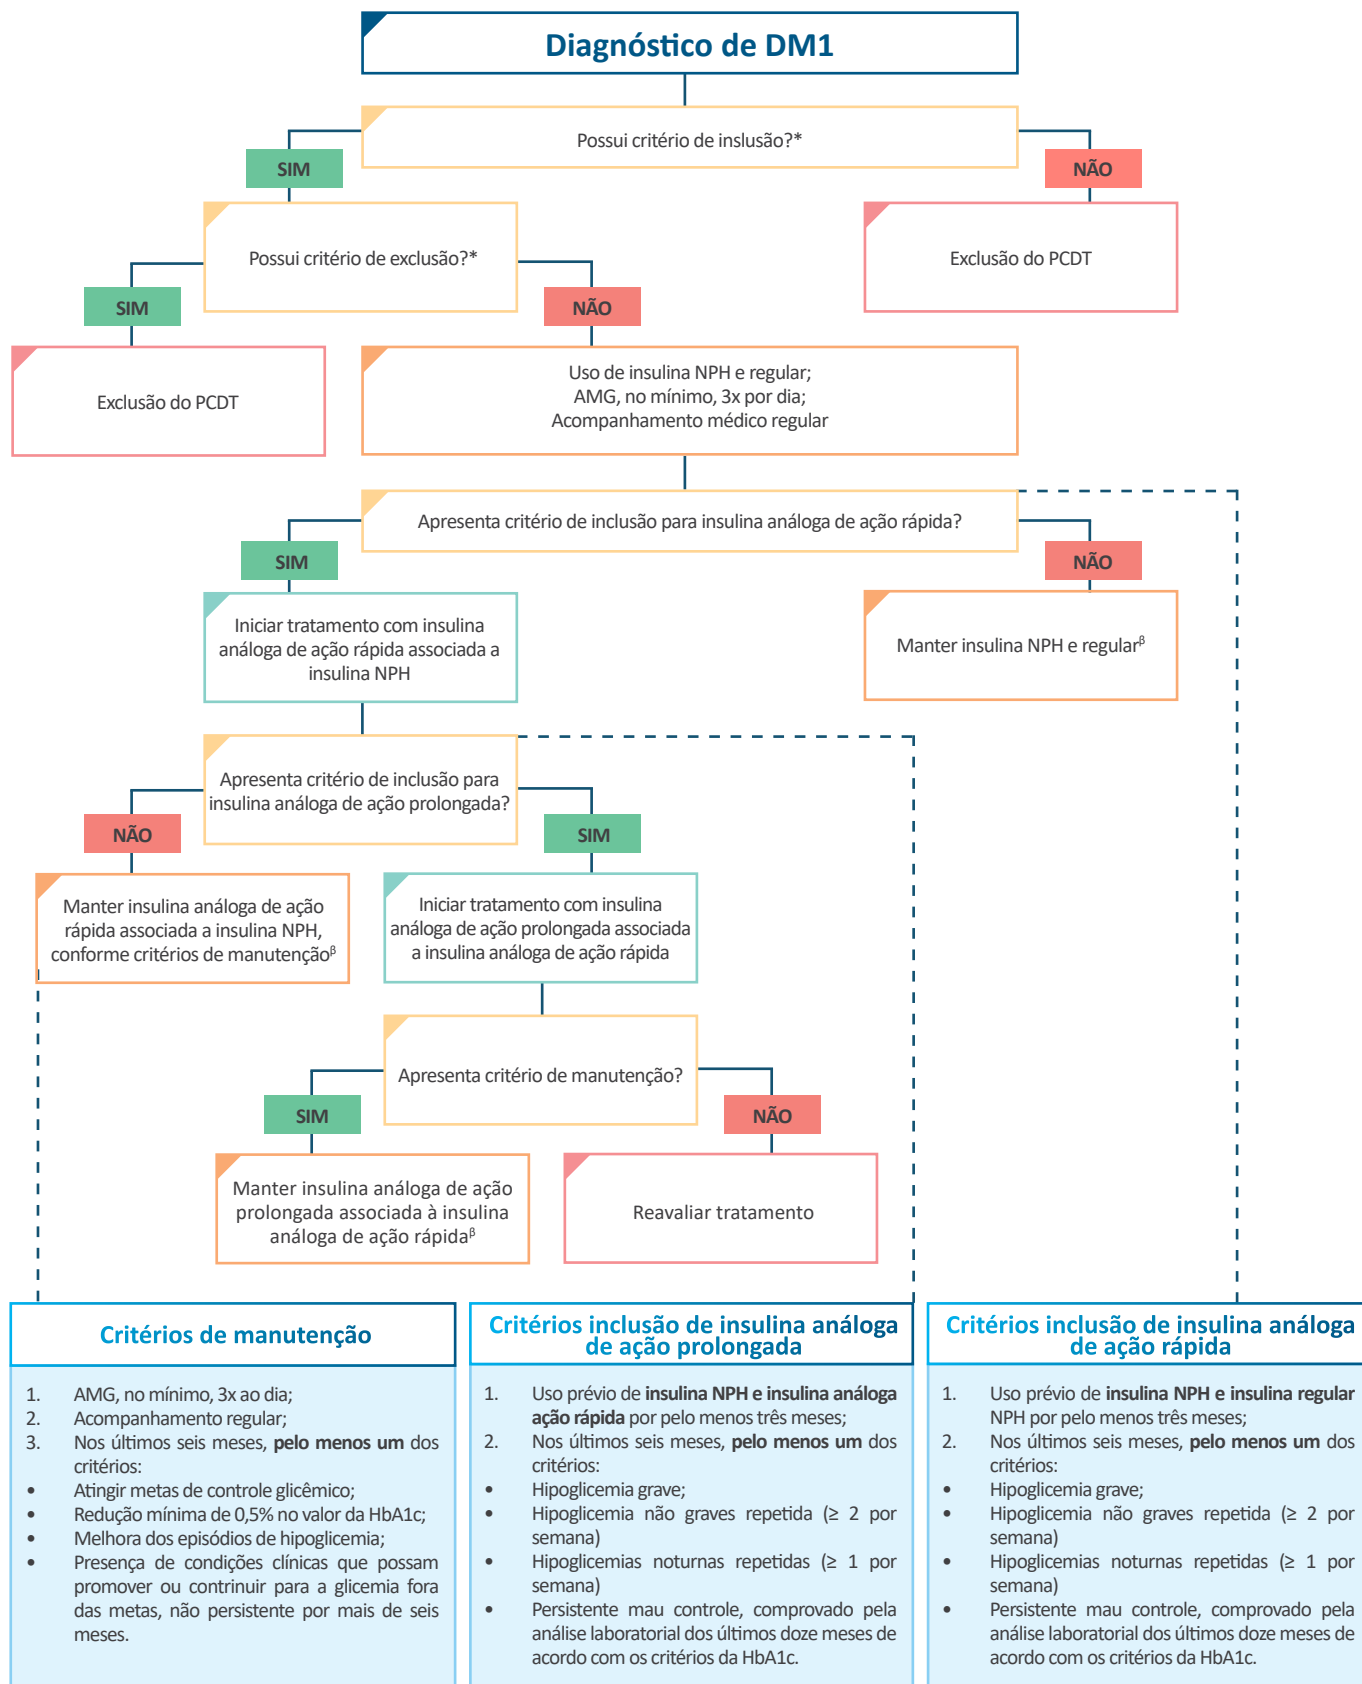 Diagnóstico de DM1
Possui critério de inslusão?*
SIM
NÃO
Possui critério de exclusão?*
Exclusão do PCDT
SIM
NÃO
Exclusão do PCDT
Uso de insulina NPH e regular;
AMG, no mínimo, 3x por dia;
Acompanhamento médico regular
Apresenta critério de inclusão para insulina análoga de ação rápida?
SIM
NÃO
Iniciar tratamento com insulina
análoga de ação rápida associada a
insulina NPH
Manter insulina NPH e regularᵝ
Apresenta critério de inclusão para
insulina análoga de ação prolongada?
NÃO
SIM
Manter insulina análoga de ação
rápida associada a insulina NPH,
conforme critérios de manutençãoᵝ
Iniciar tratamento com insulina
análoga de ação prolongada associada
a insulina análoga de ação rápida
Apresenta critério de manutenção?
SIM
NÃO
Manter insulina análoga de ação
prolongada associada à insulina
análoga de ação rápidaᵝ
Reavaliar tratamento
Critérios de manutenção
1. AMG, no mínimo, 3x ao dia;
2. Acompanhamento regular;
3. Nos últimos seis meses, pelo menos um dos
critérios:
• Atingir metas de controle glicêmico;
• Redução mínima de 0,5% no valor da HbA1c;
• Melhora dos episódios de hipoglicemia;
• Presença de condições clínicas que possam
promover ou contrinuir para a glicemia fora
das metas, não persistente por mais de seis
meses.
Critérios inclusão de insulina análoga
de ação prolongada
1. Uso prévio de insulina NPH e insulina análoga
ação rápida por pelo menos três meses;
2. Nos últimos seis meses, pelo menos um dos
critérios:
• Hipoglicemia grave;
• Hipoglicemia não graves repetida (≥ 2 por
semana)
• Hipoglicemias noturnas repetidas (≥ 1 por
semana)
• Persistente mau controle, comprovado pela
análise laboratorial dos últimos doze meses de
acordo com os critérios da HbA1c.
Critérios inclusão de insulina análoga
de ação rápida
1. Uso prévio de insulina NPH e insulina regular
NPH por pelo menos três meses;
2. Nos últimos seis meses, pelo menos um dos
critérios:
• Hipoglicemia grave;
• Hipoglicemia não graves repetida (≥ 2 por
semana)
• Hipoglicemias noturnas repetidas (≥ 1 por
semana)
• Persistente mau controle, comprovado pela
análise laboratorial dos últimos doze meses de
acordo com os critérios da HbA1c.